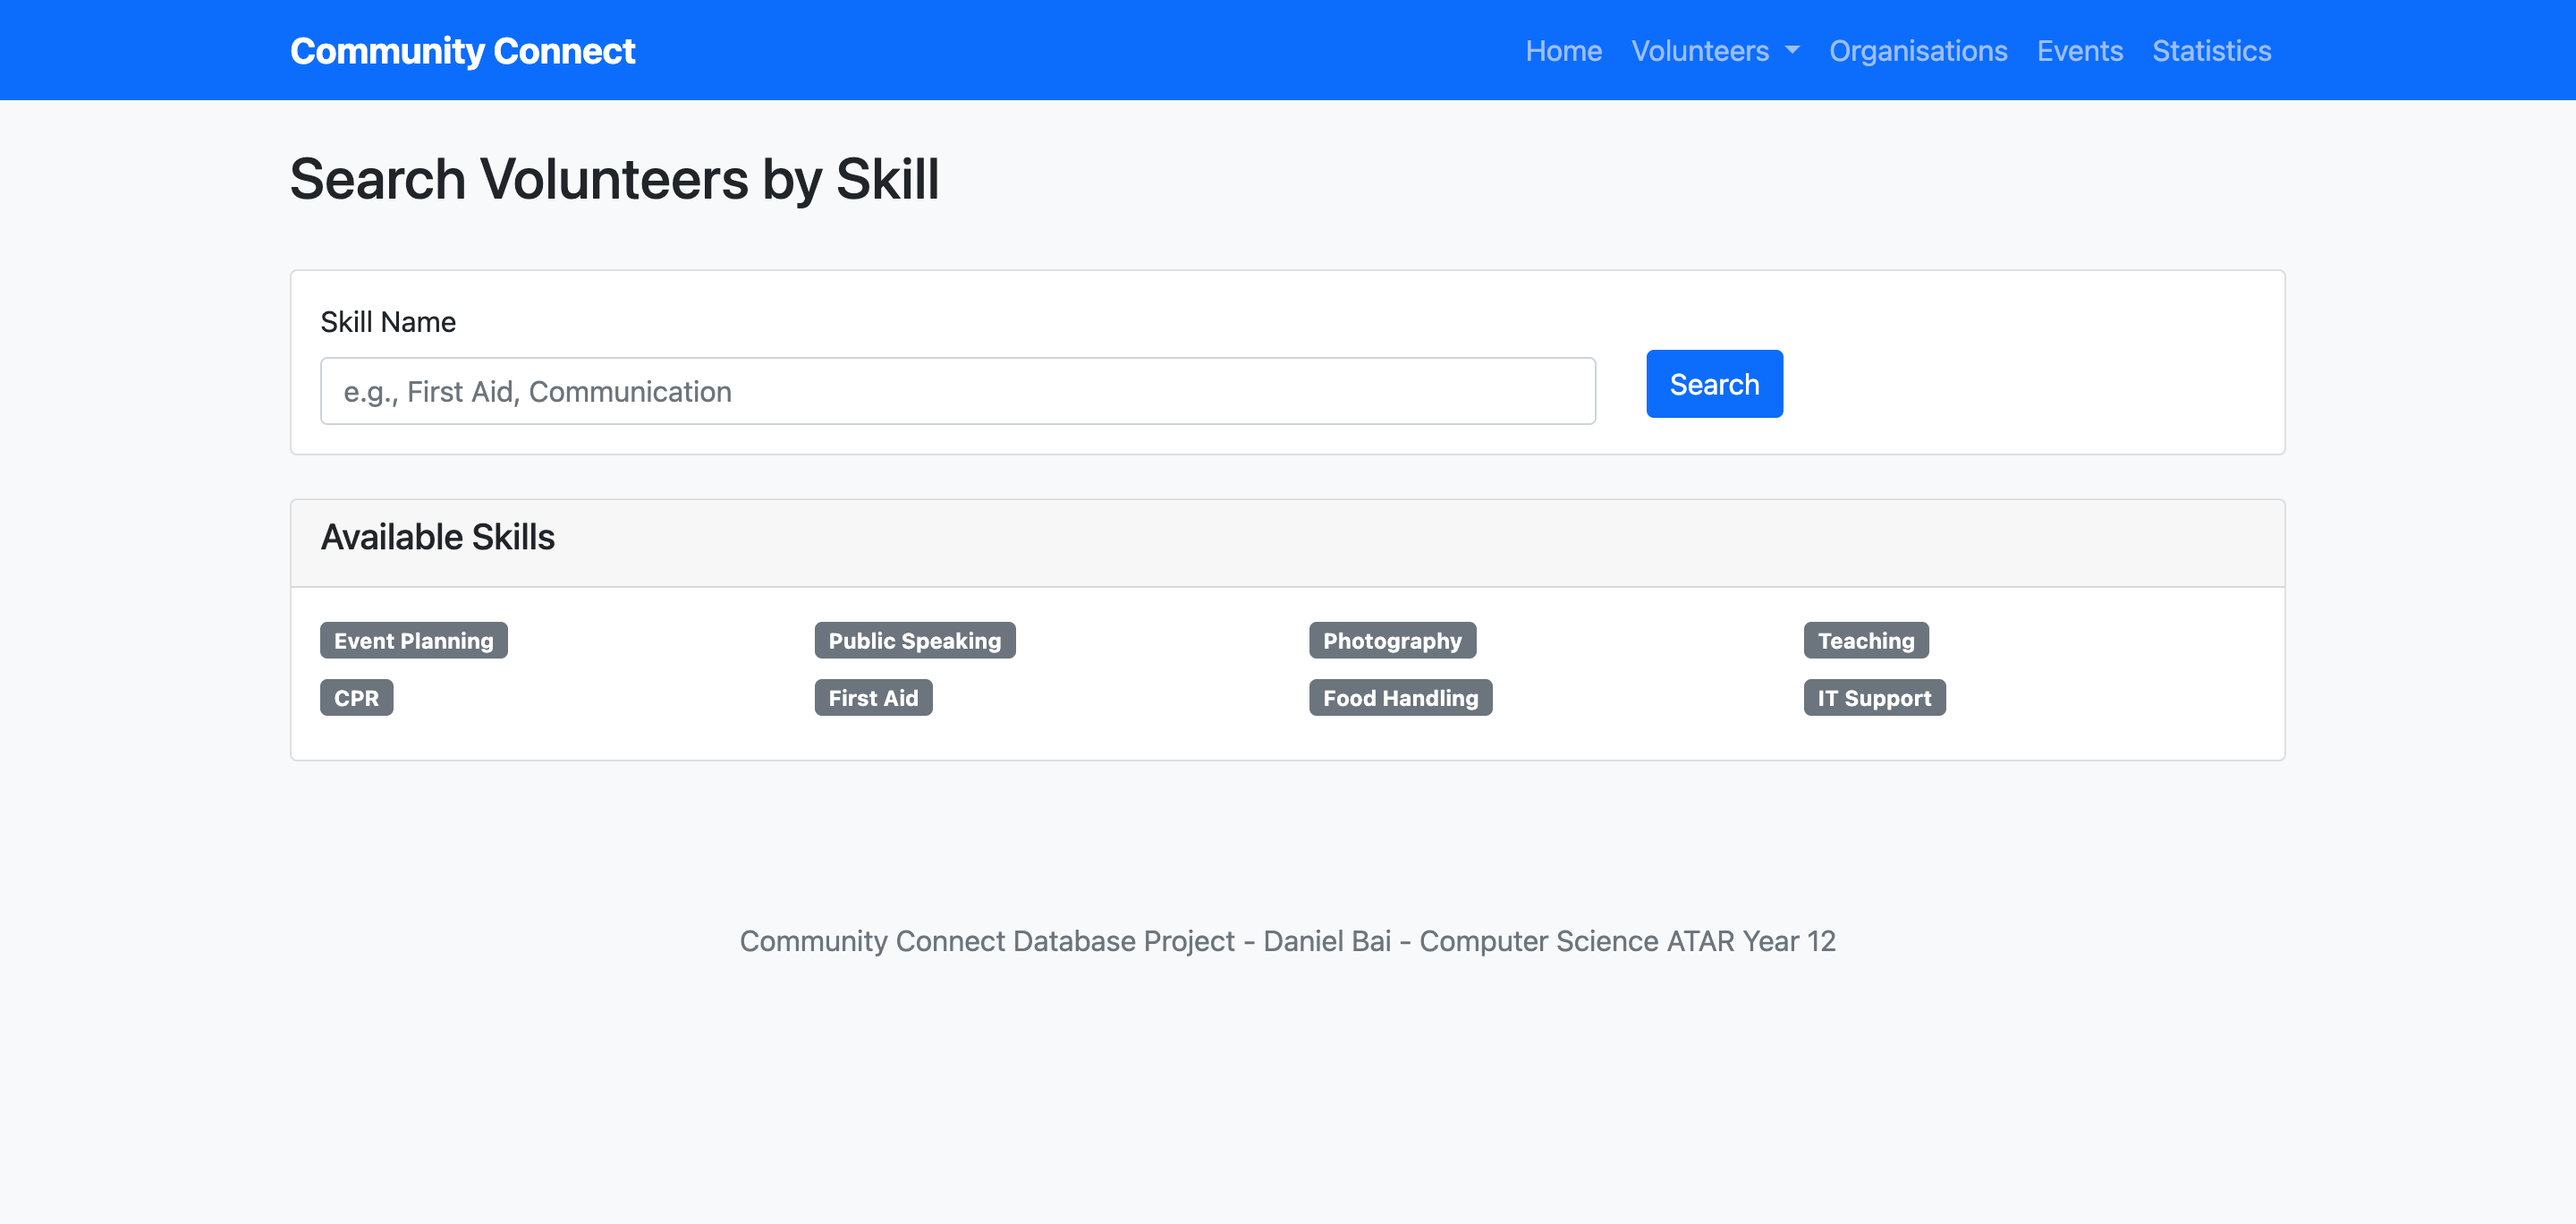 Community Connect Home Volunteers Organisations Events Statistics
Search Volunteers by Skill
Skill Name
e.g., First Aid, Communication Search
Available Skills
Event Planning Public Speaking Photography Teaching
CPR First Aid Food Handling IT Support
Community Connect Database Project - Daniel Bai - Computer Science ATAR Year 12